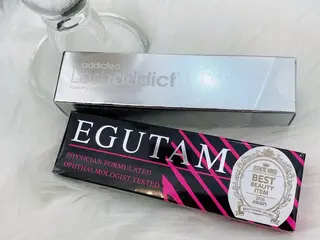 addicted
Lashaddict
EGUTAM
PHYSICIAN FORMULATED
OPHTHALMOLOGIST TESTED
BEST
BEAUTY
ITEM